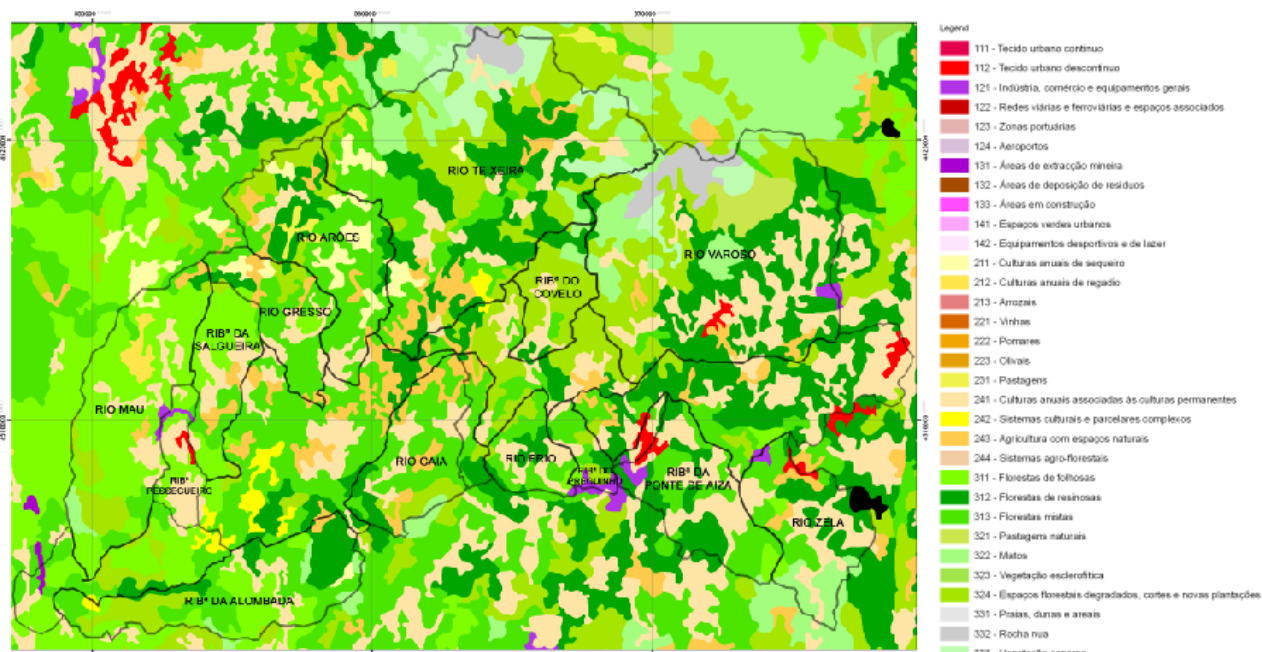 RIO TEIXEIRA
RIO ARÕES
RIO VAROSO
RIBª DO
COVELO
RIO GRESSO
RIBª DA
SALGUEIRA
RIO MAU
RIO CAIA
RIO FRIO
RIBª DA
PONTE DE AIZA
RIBª
PESSEGUEIRO
RIO ZELA
RIBª DA ALOMBADA
Legend
111 - Tecido urbano continuo
112 - Tecido urbano descontinuo
121 - Indústria, comércio e equipamentos gerais
122 - Redes viárias e ferroviárias e espaços associados
123 - Zonas portuárias
124 - Aeroportos
131 - Áreas de extracção mineira
132 - Áreas de deposição de residuos
133 - Áreas em construção
141 - Espaços verdes urbanos
142 - Equipamentos desportivos e de lazer
211 - Culturas anuais de sequeiro
212 - Culturas anuais de regadio
213 - Arrozais
221 - Vinhas
222 - Pomares
223 - Olivais
231 - Pastagens
241 - Culturas anuais associadas às culturas permanentes
242 - Sistemas culturais e parcelares complexos
243 - Agricultura com espaços naturais
244 - Sistemas agro-florestais
311 - Florestas de folhosas
312 - Florestas de resinosas
313 - Florestas mistas
321 - Pastagens naturais
322 - Matos
323 - Vegetação esclerofitica
324 - Espaços florestais degradados, cortes e novas plantações
331 - Praias, dunas e areais
332 - Rocha nua